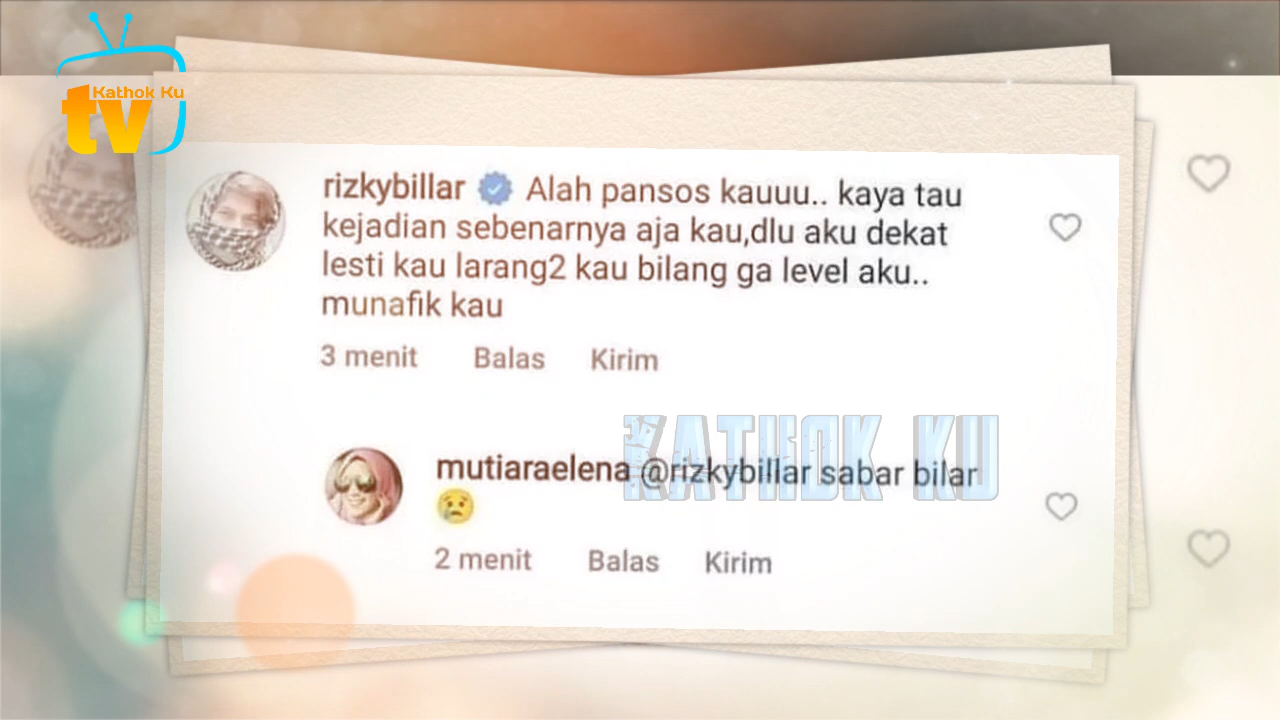 Kathok Ku
tv
rizkybillar Alah pansos kauuu.. kaya tau
kejadian sebenarnya aja kau,dlu aku dekat
lesti kau larang2 kau bilang ga level aku..
munafik kau
3 menit Balas Kirim
KATHOK KU
mutiaraelena @rizkybillar sabar bilar
😢
2 menit Balas Kirim